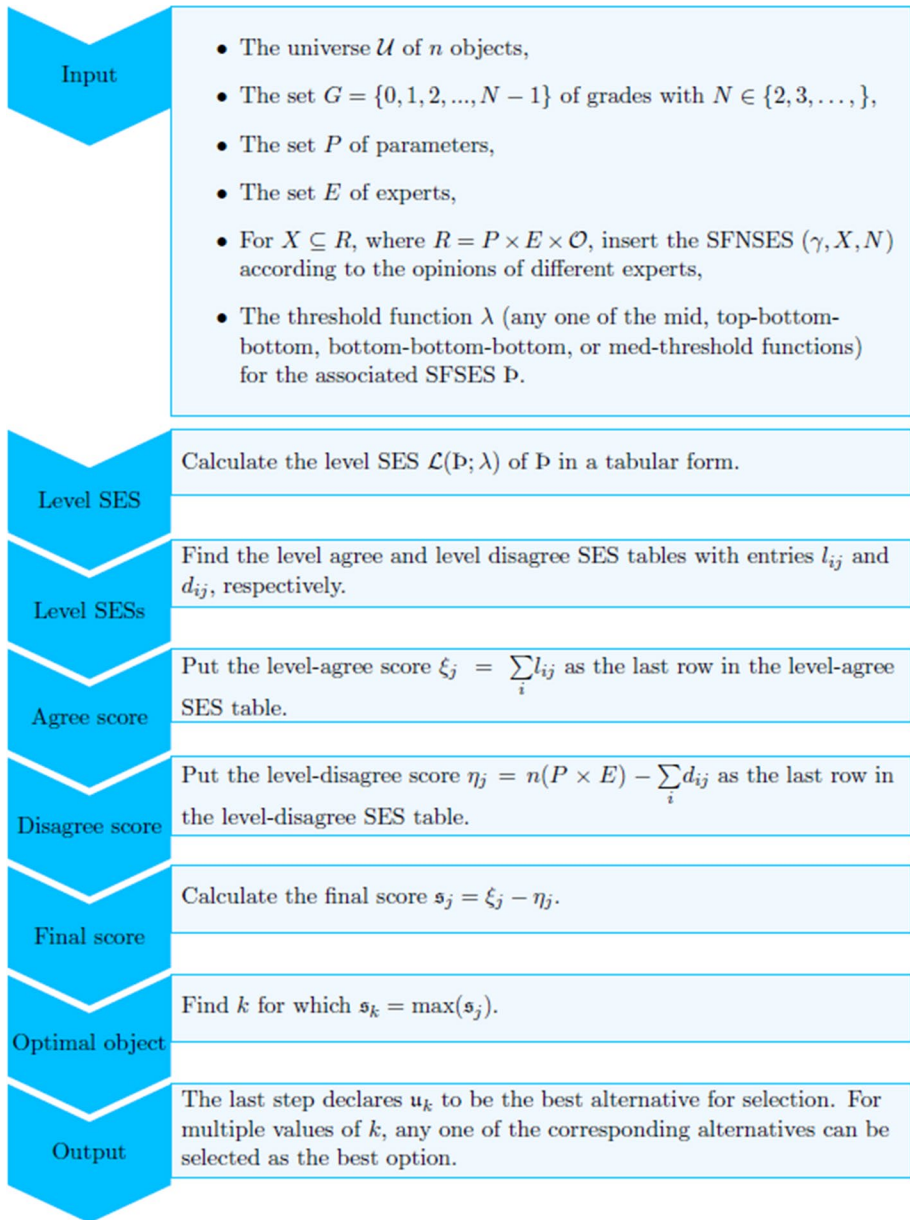 Input
• The universe 𝒰 of n objects,
• The set G = {0, 1, 2, ..., N − 1} of grades with N ∈ {2, 3, . . . , },
• The set P of parameters,
• The set E of experts,
• For X ⊆ R, where R = P × E × 𝒪, insert the SFNSES (γ, X, N)
according to the opinions of different experts,
• The threshold function λ (any one of the mid, top-bottom-
bottom, bottom-bottom-bottom, or med-threshold functions)
for the associated SFSES Þ.
Level SES
Calculate the level SES ℒ(Þ; λ) of Þ in a tabular form.
Level SESs
Find the level agree and level disagree SES tables with entries l_{ij} and
d_{ij}, respectively.
Agree score
Put the level-agree score ξ_j = ∑_i l_{ij} as the last row in the level-agree
SES table.
Disagree score
Put the level-disagree score η_j = n(P × E) − ∑_i d_{ij} as the last row in
the level-disagree SES table.
Final score
Calculate the final score 𝔰_j = ξ_j − η_j.
Optimal object
Find k for which 𝔰_k = max(𝔰_j).
Output
The last step declares 𝔲_k to be the best alternative for selection. For
multiple values of k, any one of the corresponding alternatives can be
selected as the best option.